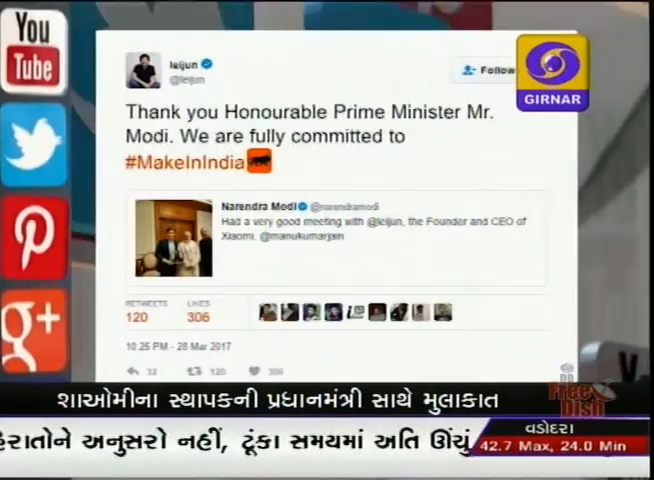 You
Tube
leijun
@leijun
Follow
GIRNAR
Thank you Honourable Prime Minister Mr.
Modi. We are fully committed to
#MakeInIndia
Narendra Modi @narendramodi
Had a very good meeting with @leijun, the Founder and CEO of
Xiaomi. @manukumarjain
RETWEETS LIKES
120 306
10:25 PM - 28 Mar 2017
32 120 306
g+
શાઓમીના સ્થાપકની પ્રધાનમંત્રી સાથે મુલાકાત
Free
Dish
અનુસરો નહીં, ટૂંકા સમયમાં અતિ ઊંચું
વડોદરા
42.7 Max, 24.0 Min